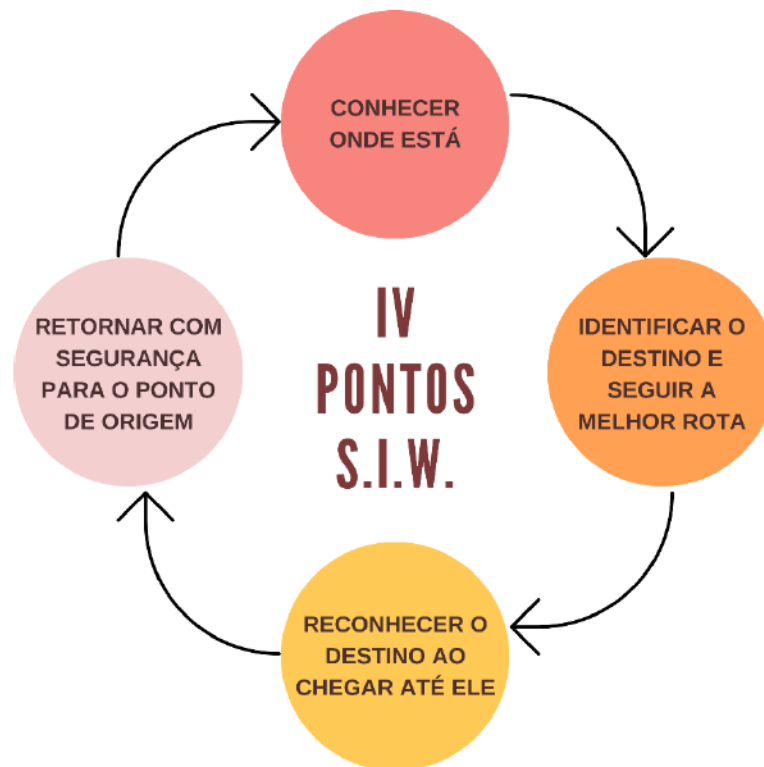 CONHECER
ONDE ESTÁ
IDENTIFICAR O
DESTINO E
SEGUIR A
MELHOR ROTA
RECONHECER O
DESTINO AO
CHEGAR ATÉ ELE
RETORNAR COM
SEGURANÇA
PARA O PONTO
DE ORIGEM
IV
PONTOS
S.I.W.